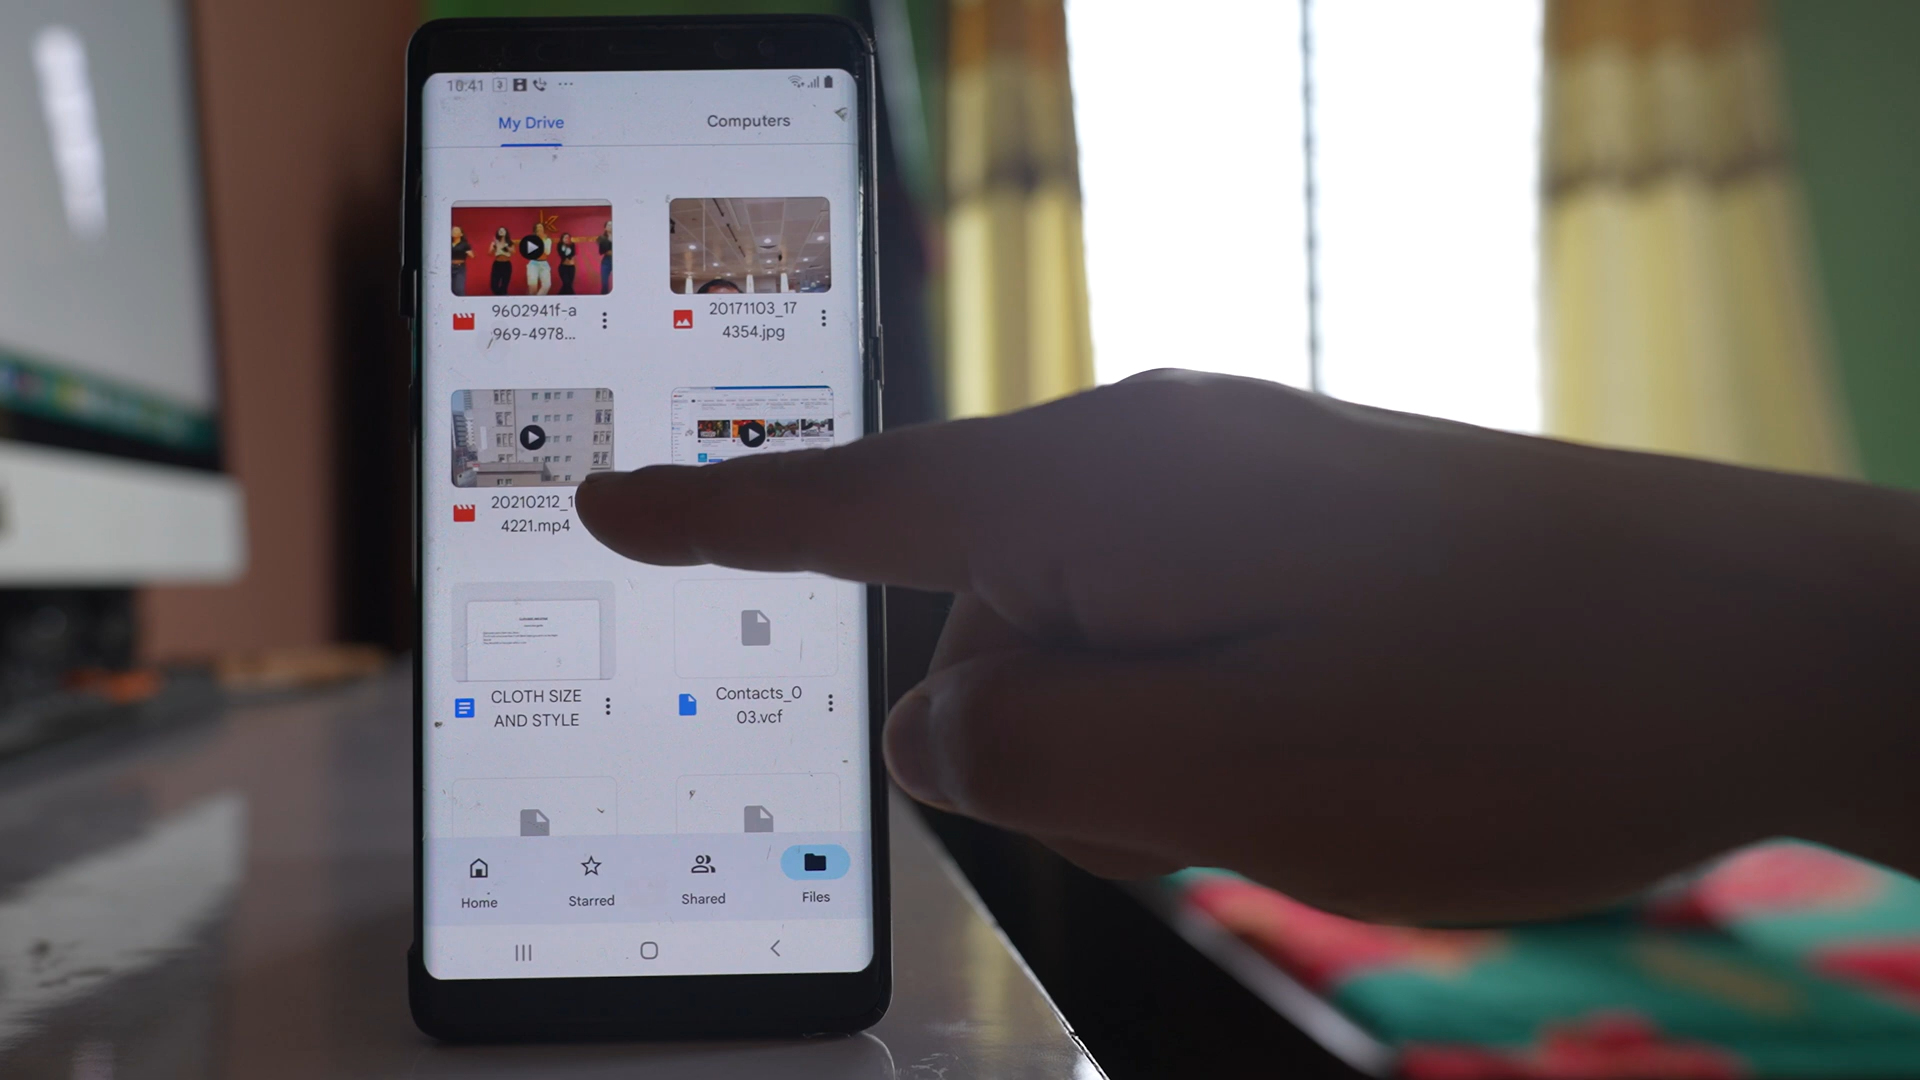 10:41
My Drive
Computers
9602941f-a
969-4978...
20171103_17
4354.jpg
20210212_1
4221.mp4
CLOTH SIZE
AND STYLE
Contacts_0
03.vcf
Home
Starred
Shared
Files